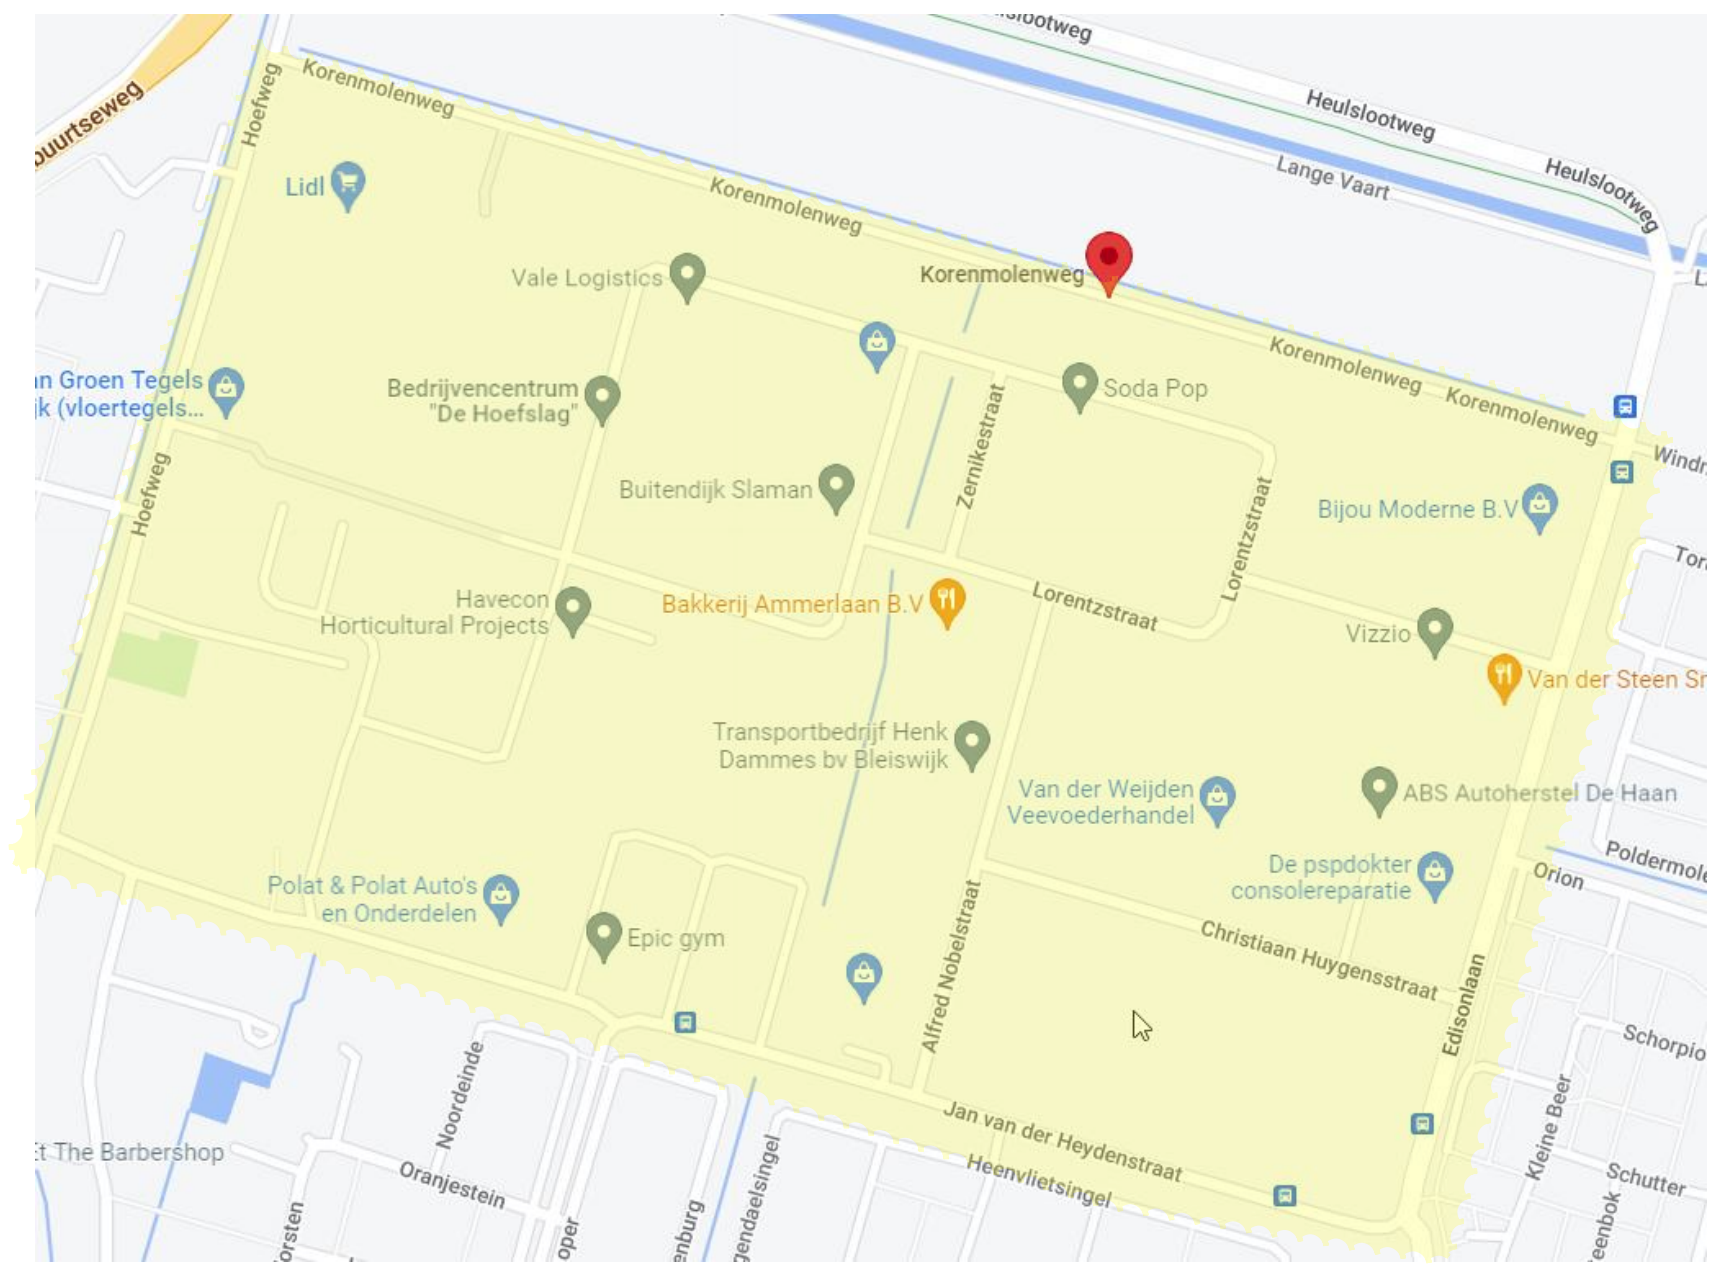 Heulslootweg
Heulslootweg
Heulslootweg
Lange Vaart
Korenmolenweg
Hoefweg
Lidl
Korenmolenweg
Korenmolenweg
Vale Logistics
Korenmolenweg
Korenmolenweg
Soda Pop
Bedrijvencentrum
"De Hoefslag"
Zernikestraat
Buitendijk Slaman
Hoefweg
Lorentzstraat
Bijou Moderne B.V
Havecon
Horticultural Projects
Bakkerij Ammerlaan B.V
Lorentzstraat
Vizzio
Van der Steen
Transportbedrijf Henk
Dammes bv Bleiswijk
Van der Weijden
Veevoederhandel
ABS Autoherstel De Haan
De pspdokter
consolereparatie
Orion
Polat & Polat Auto's
en Onderdelen
Epic gym
Alfred Nobelstraat
Christiaan Huygensstraat
Edisonlaan
Noordeinde
Oranjestein
Jan van der Heydenstraat
Heenvlietsingel
Kleine Beer
Schutter
The Barbershop
Groen Tegels
(vloertegels...
Korenmolenweg